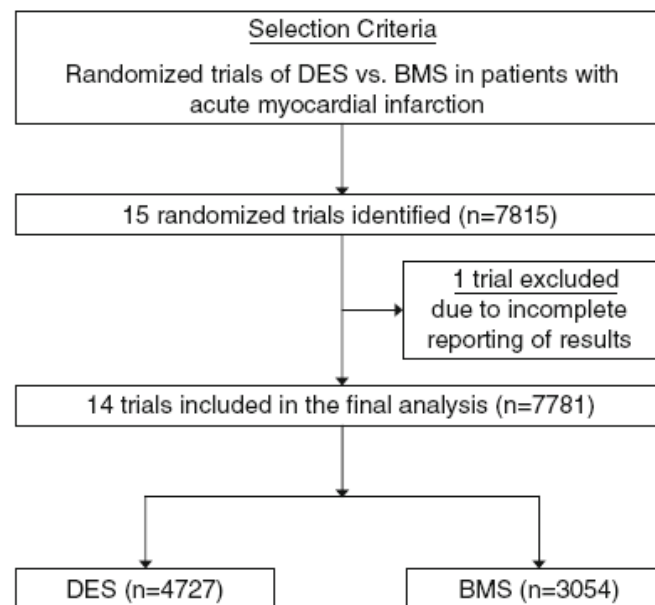 Selection Criteria
Randomized trials of DES vs. BMS in patients with
acute myocardial infarction
15 randomized trials identified (n=7815)
1 trial excluded
due to incomplete
reporting of results
14 trials included in the final analysis (n=7781)
DES (n=4727)
BMS (n=3054)